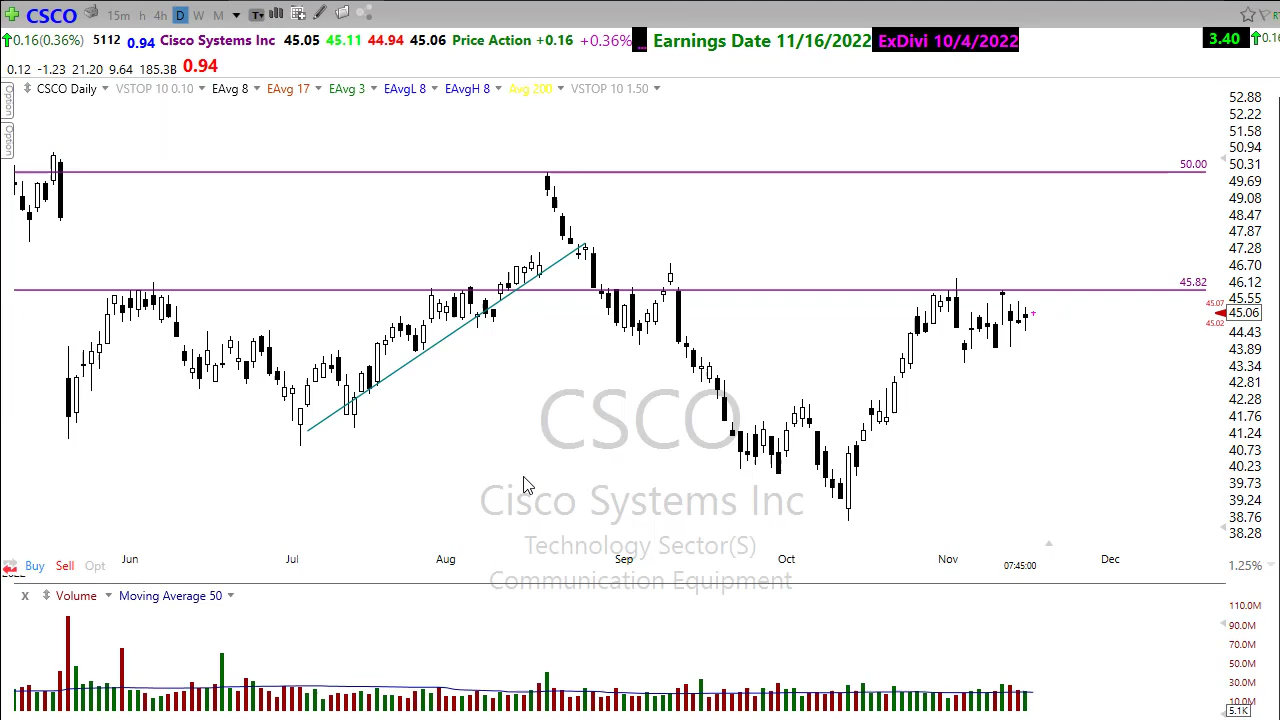 CSCO 15m h 4h D W M T
0.16(0.36%) 5112 0.94 Cisco Systems Inc 45.05 45.11 44.94 45.06 Price Action +0.16 +0.36% ... Earnings Date 11/16/2022 ExDivi 10/4/2022 3.40 0.16
0.12 -1.23 21.20 9.64 185.3B 0.94
Option
Option
CSCO Daily VSTOP 10 0.10 EAvg 8 EAvg 17 EAvg 3 EAvgL 8 EAvgH 8 Avg 200 VSTOP 10 1.50
52.88
52.22
51.58
50.94
50.31
50.00
49.69
49.08
48.47
47.87
47.28
46.70
46.12
45.82
45.55
45.07
45.06
45.02
44.43
43.89
43.34
42.81
42.28
41.76
41.24
40.73
40.23
39.73
39.24
38.76
38.28
CSCO
Cisco Systems Inc
Technology Sector(S)
Communication Equipment
Jun Jul Aug Sep Oct Nov Dec
07:45:00
Buy Sell Opt 1.25%
X Volume Moving Average 50
110.0M
90.0M
70.0M
50.0M
30.0M
10.0M
5.1K